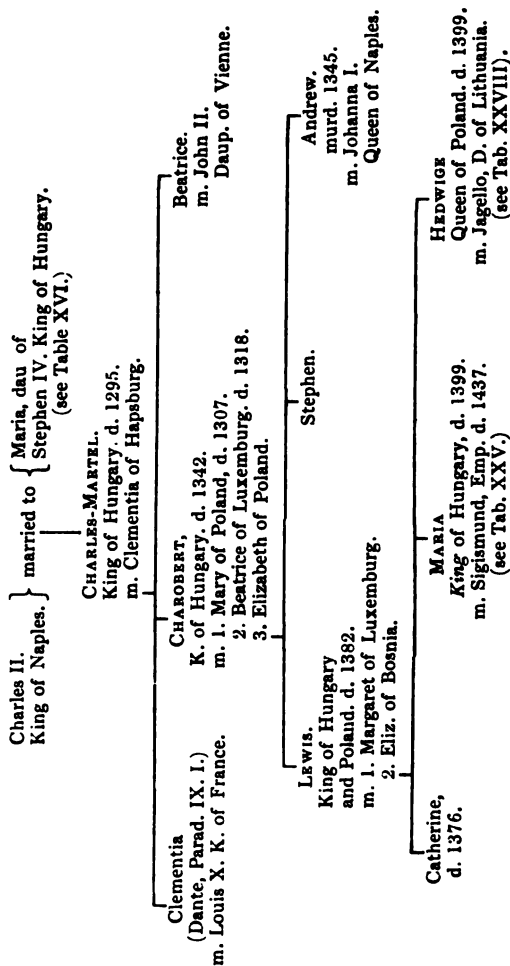 Charles II.
King of Naples. } married to { Maria, dau of
Stephen IV. King of Hungary.
(see Table XVI.)
CHARLES-MARTEL.
King of Hungary. d. 1295.
m. Clementia of Hapsburg.
Clementia
(Dante, Parad. IX. I.)
m. Louis X. K. of France.
CHAROBERT,
K. of Hungary. d. 1342.
m. 1. Mary of Poland, d. 1307.
2. Beatrice of Luxemburg. d. 1318.
3. Elizabeth of Poland.
Beatrice.
m. John II.
Daup. of Vienne.
LEWIS.
King of Hungary
and Poland. d. 1382.
m. 1. Margaret of Luxemburg.
2. Eliz. of Bosnia.
Stephen.
Andrew.
murd. 1345.
m. Johanna I.
Queen of Naples.
Catherine,
d. 1376.
MARIA
King of Hungary, d. 1399.
m. Sigismund, Emp. d. 1437.
(see Tab. XXV.)
HEDWIGE
Queen of Poland. d. 1399.
m. Jagello, D. of Lithuania.
(see Tab. XXVIII).